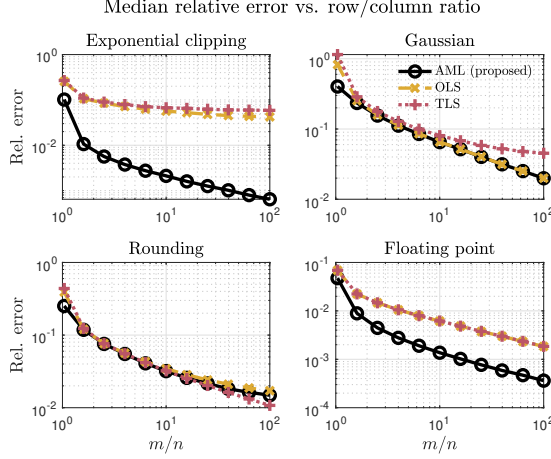 Median relative error vs. row/column ratio
Exponential clipping
Gaussian
Rel. error
10^0
10^-2
10^0 10^1 10^2
10^0
10^-1
10^-2
10^0 10^1 10^2
AML (proposed)
OLS
TLS
Rounding
Floating point
Rel. error
10^0
10^-1
10^-2
10^0 10^1 10^2
m/n
10^-1
10^-2
10^-3
10^-4
10^0 10^1 10^2
m/n